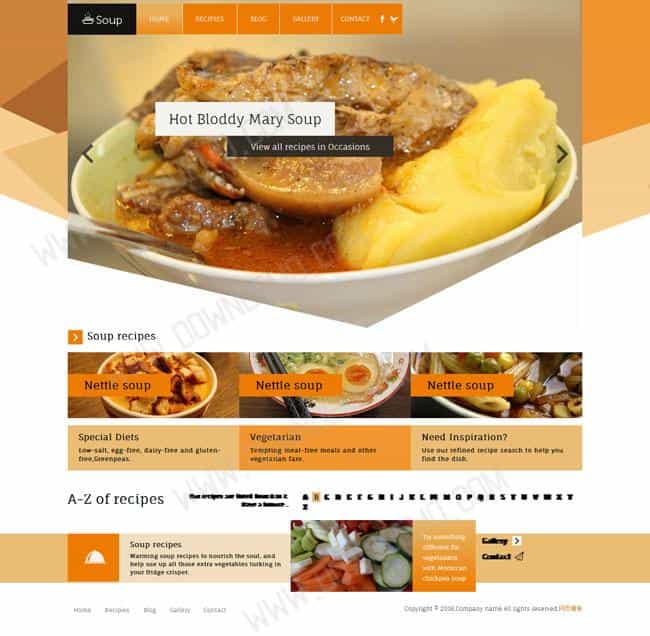 Soup
HOME
RECIPIES
BLOG
GALLERY
CONTACT
Hot Bloddy Mary Soup
View all recipes in Occasions
Soup recipes
Nettle soup
Nettle soup
Nettle soup
Special Diets
Low-salt, egg-free, dairy-free and gluten-
free,Greenpeas.
Vegetarian
Tempting meat-free meals and other
vegetarian fare.
Need Inspiration?
Use our refined recipe search to help you
find the dish.
A-Z of recipes
A B C D E F G H I J K L M N O P Q R S T U V W X Y
Z
Soup recipes
Warming soup recipes to nourish the soul, and
help use up all those extra vegetables lurking in
your fridge crisper.
Try something
different for
vegetarians
with Moroccan
chickpea soup
Gallery
Contact
Home
Recipes
Blog
Gallery
Contact
Copyright © 2016.Company name All rights reserved.